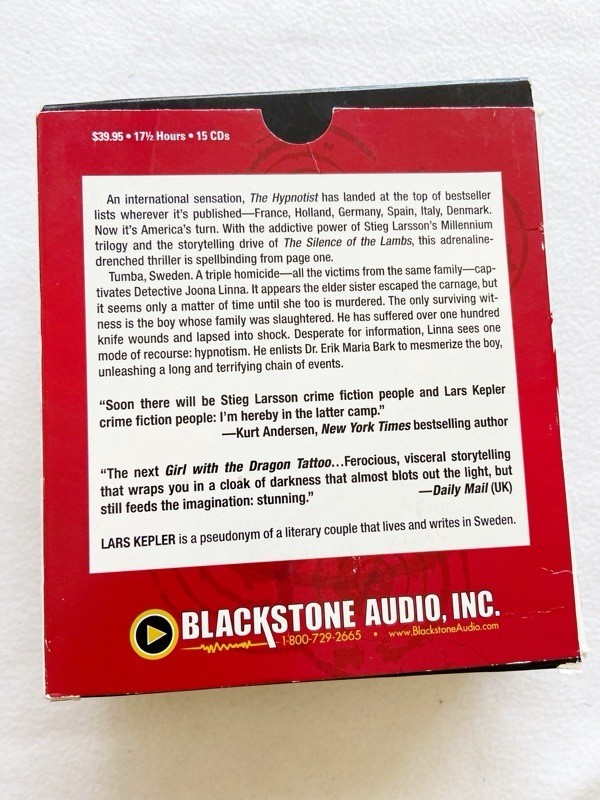 $39.95 • 17½ Hours • 15 CDs
An international sensation, The Hypnotist has landed at the top of bestseller
lists wherever it's published—France, Holland, Germany, Spain, Italy, Denmark.
Now it's America's turn. With the addictive power of Stieg Larsson's Millennium
trilogy and the storytelling drive of The Silence of the Lambs, this adrenaline-
drenched thriller is spellbinding from page one.
Tumba, Sweden. A triple homicide—all the victims from the same family—cap-
tivates Detective Joona Linna. It appears the elder sister escaped the carnage, but
it seems only a matter of time until she too is murdered. The only surviving wit-
ness is the boy whose family was slaughtered. He has suffered over one hundred
knife wounds and lapsed into shock. Desperate for information, Linna sees one
mode of recourse: hypnotism. He enlists Dr. Erik Maria Bark to mesmerize the boy,
unleashing a long and terrifying chain of events.
“Soon there will be Stieg Larsson crime fiction people and Lars Kepler
crime fiction people: I'm hereby in the latter camp.”
—Kurt Andersen, New York Times bestselling author
“The next Girl with the Dragon Tattoo…Ferocious, visceral storytelling
that wraps you in a cloak of darkness that almost blots out the light, but
still feeds the imagination: stunning.” —Daily Mail (UK)
LARS KEPLER is a pseudonym of a literary couple that lives and writes in Sweden.
BLACKSTONE AUDIO, INC.
1-800-729-2665 • www.BlackstoneAudio.com